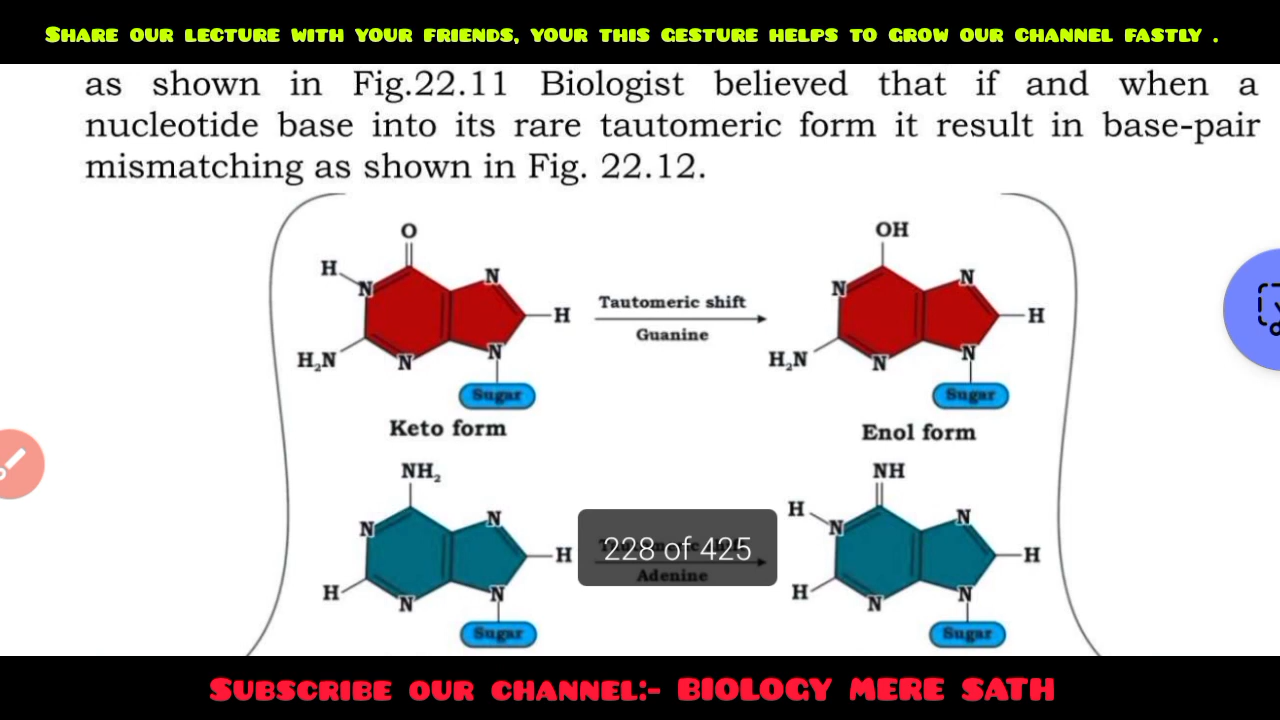 Share our lecture with your friends, your this gesture helps to grow our channel fastly .
as shown in Fig.22.11 Biologist believed that if and when a
nucleotide base into its rare tautomeric form it result in base-pair
mismatching as shown in Fig. 22.12.
O
OH
H
N
N
N
N
H
Tautomeric shift
H
Guanine
H₂N
N
N
H₂N
N
N
Sugar
Sugar
Keto form
Enol form
NH₂
NH
H
N
N
N
N
H
228 of 425
H
Adenine
H
N
N
H
N
N
Sugar
Sugar
Subscribe our channel:- BIOLOGY MERE SATH